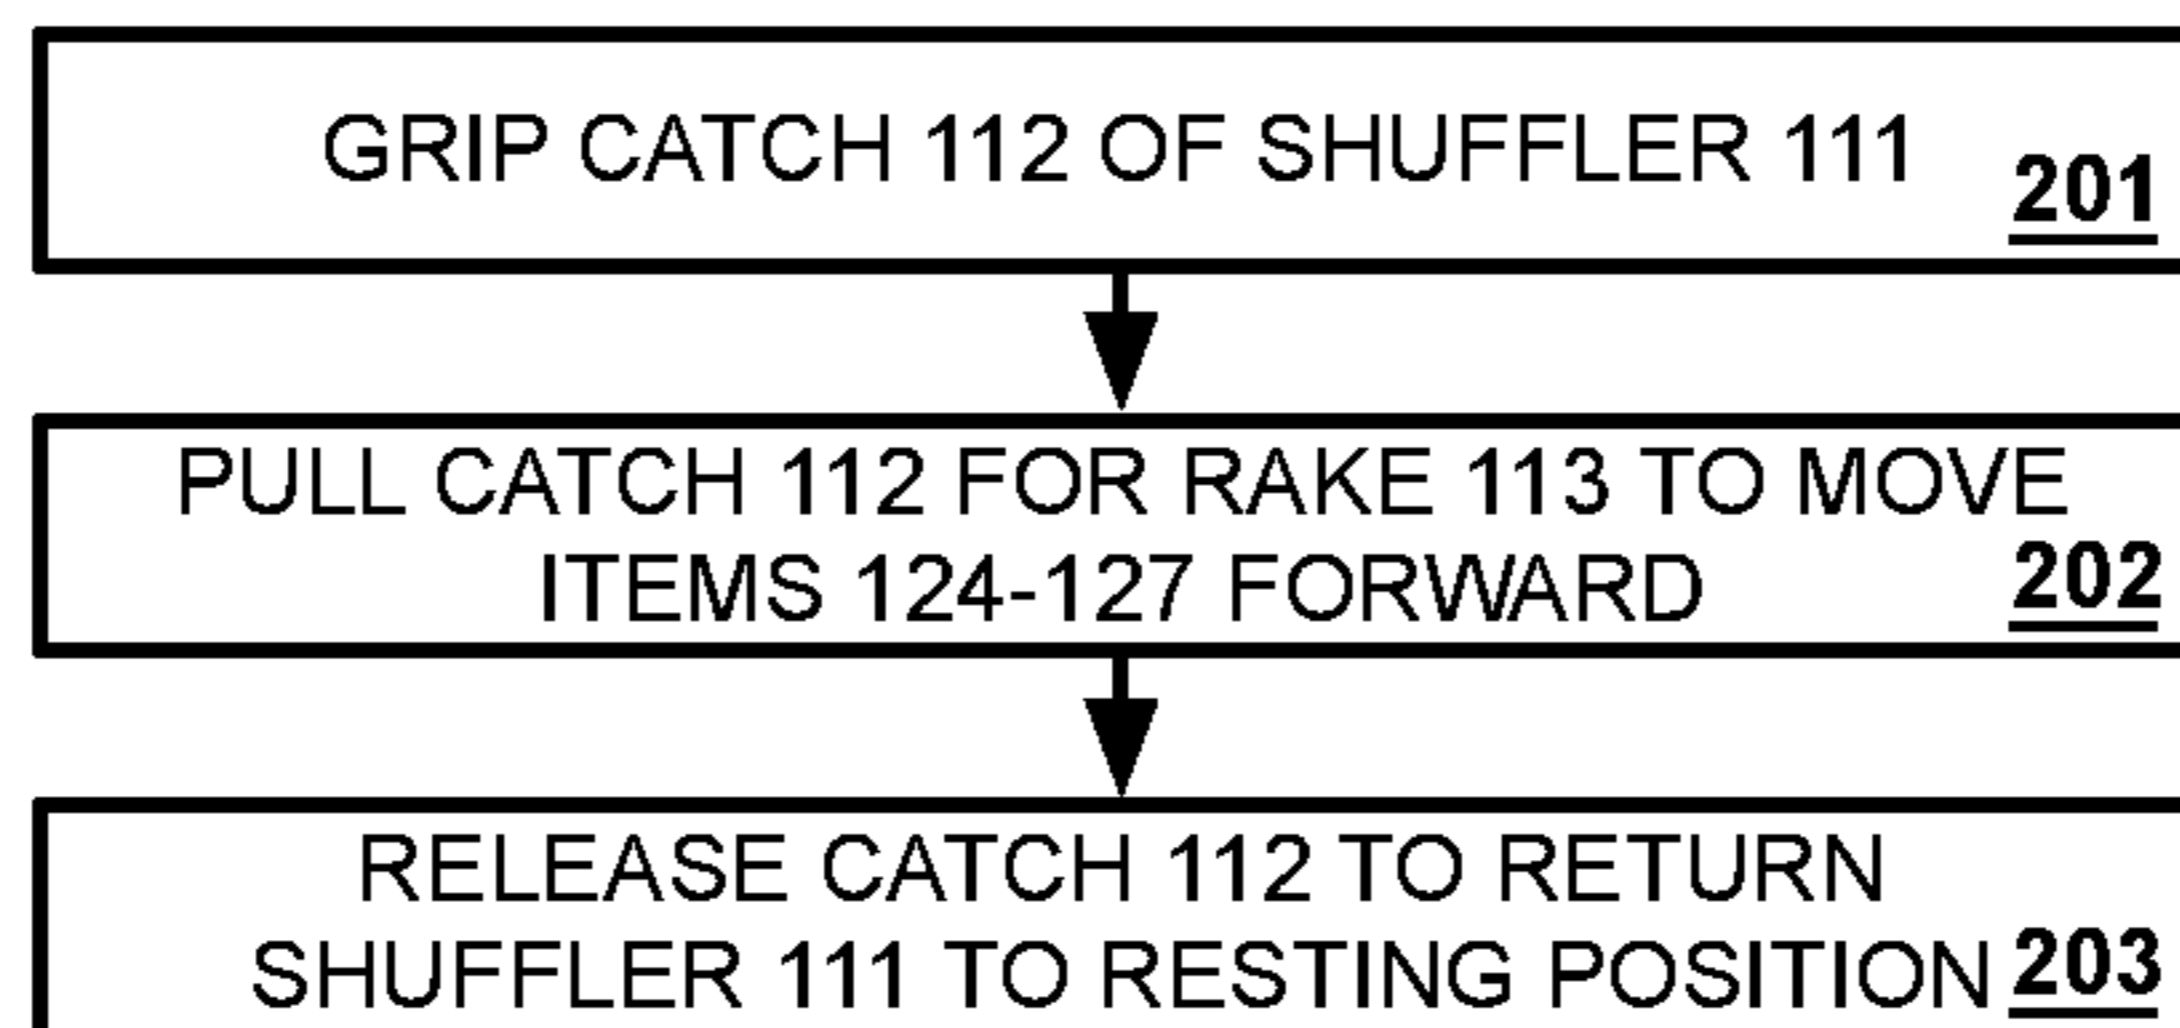 GRIP CATCH 112 OF SHUFFLER 111
201
PULL CATCH 112 FOR RAKE 113 TO MOVE
ITEMS 124-127 FORWARD
202
RELEASE CATCH 112 TO RETURN
SHUFFLER 111 TO RESTING POSITION
203